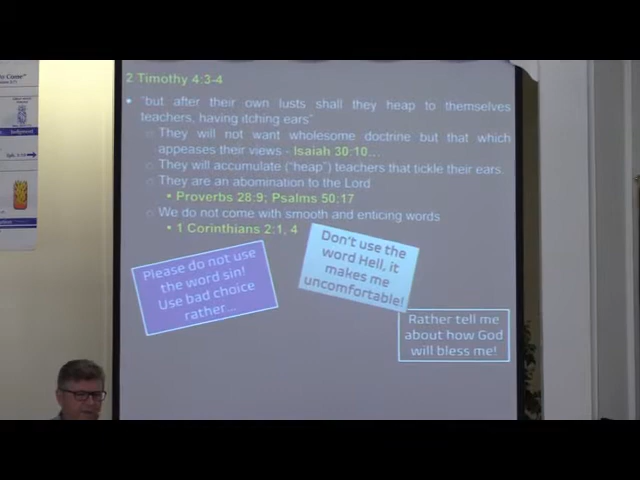 2 Timothy 4:3-4
• "but after their own lusts shall they heap to themselves
teachers, having itching ears"
○ They will not want wholesome doctrine but that which
appeases their views - Isaiah 30:10...
○ They will accumulate ("heap") teachers that tickle their ears.
○ They are an abomination to the Lord
• Proverbs 28:9; Psalms 50:17
○ We do not come with smooth and enticing words
• 1 Corinthians 2:1, 4
Please do not use
the word sin!
Use bad choice
rather...
Don't use the
word Hell, it
makes me
uncomfortable!
Rather tell me
about how God
will bless me!
to Come"
Judgment